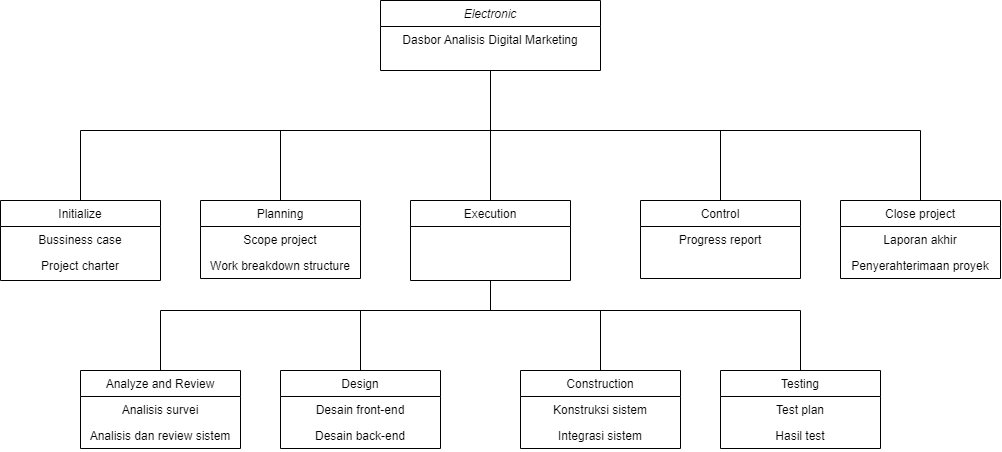 Electronic
Dasbor Analisis Digital Marketing
Initialize
Bussiness case
Project charter
Planning
Scope project
Work breakdown structure
Execution
Control
Progress report
Close project
Laporan akhir
Penyerahterimaan proyek
Analyze and Review
Analisis survei
Analisis dan review sistem
Design
Desain front-end
Desain back-end
Construction
Konstruksi sistem
Integrasi sistem
Testing
Test plan
Hasil test